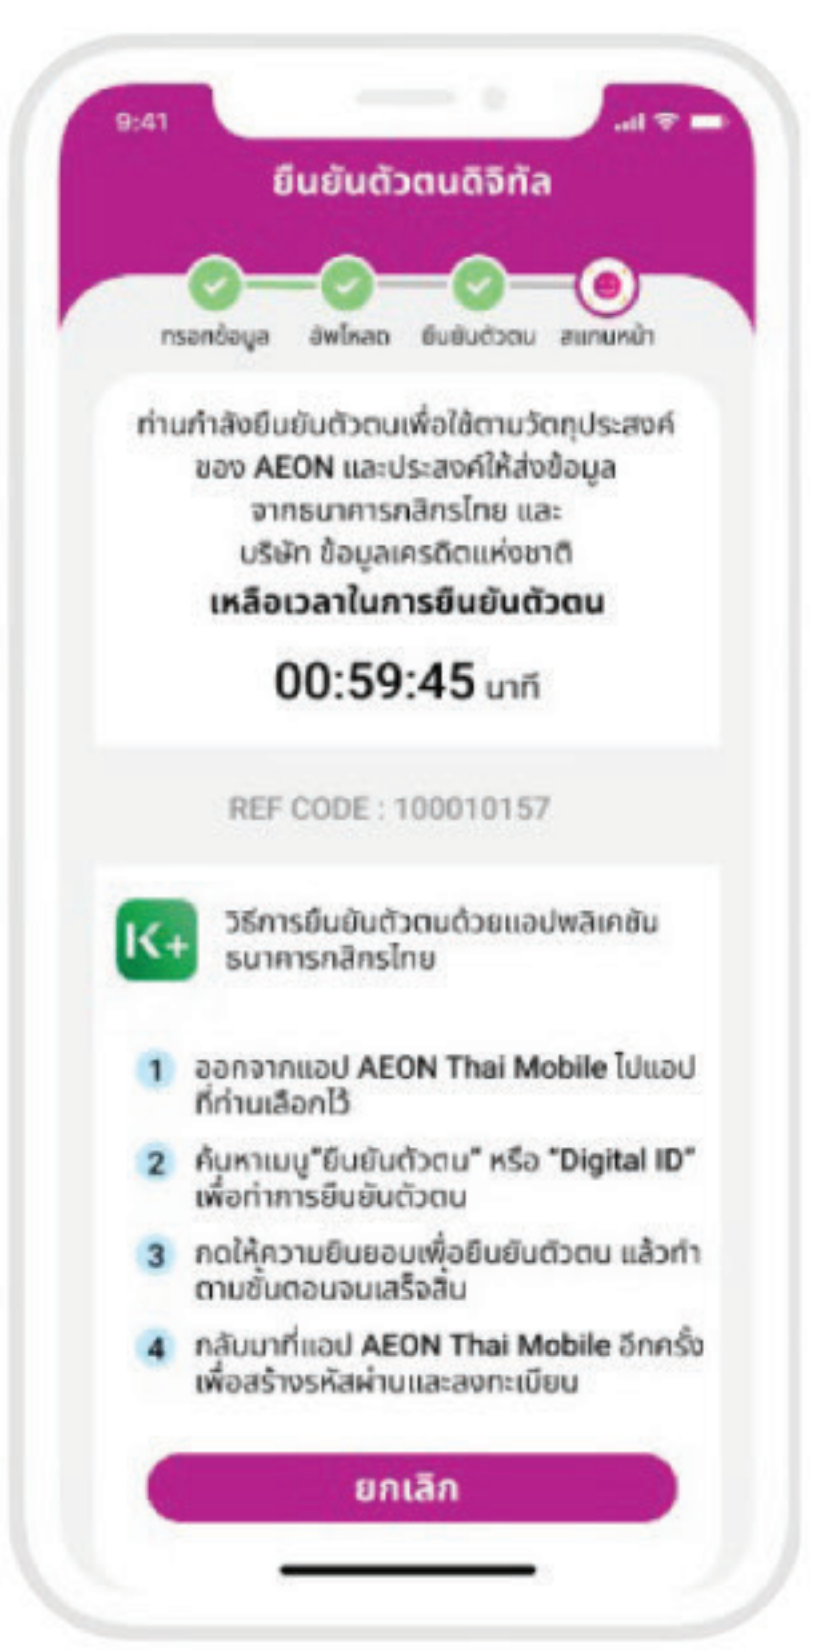 9:41
ยืนยันตัวตนดิจิทัล
กรอกข้อมูล อัพโหลด ยืนยันตัวตน สแกนหน้า
ท่านกำลังยืนยันตัวตนเพื่อใช้ตามวัตถุประสงค์
ของ AEON และประสงค์ให้ส่งข้อมูล
จากธนาคารกสิกรไทย และ
บริษัท ข้อมูลเครดิตแห่งชาติ
เหลือเวลาในการยืนยันตัวตน
00:59:45 นาที
REF CODE : 100010157
K+
วิธีการยืนยันตัวตนด้วยแอปพลิเคชัน
ธนาคารกสิกรไทย
1 ออกจากแอป AEON Thai Mobile ไปแอป
ที่ท่านเลือกไว้
2 ค้นหาเมนู"ยืนยันตัวตน" หรือ "Digital ID"
เพื่อทำการยืนยันตัวตน
3 กดให้ความยินยอมเพื่อยืนยันตัวตน แล้วทำ
ตามขั้นตอนจนเสร็จสิ้น
4 กลับมาที่แอป AEON Thai Mobile อีกครั้ง
เพื่อสร้างรหัสผ่านและลงทะเบียน
ยกเลิก